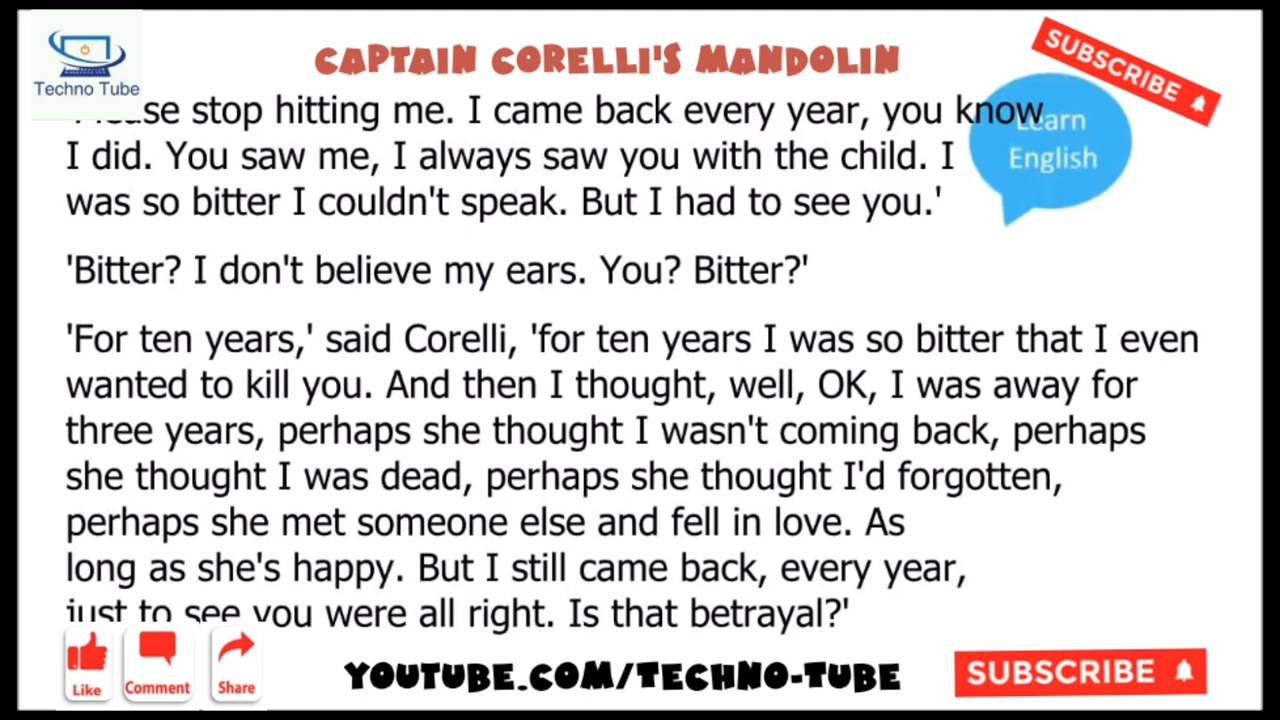 CAPTAIN CORELLI'S MANDOLIN
SUBSCRIBE
Techno Tube
Learn
English
stop hitting me. I came back every year, you know
I did. You saw me, I always saw you with the child. I
was so bitter I couldn't speak. But I had to see you.'
'Bitter? I don't believe my ears. You? Bitter?'
'For ten years,' said Corelli, 'for ten years I was so bitter that I even
wanted to kill you. And then I thought, well, OK, I was away for
three years, perhaps she thought I wasn't coming back, perhaps
she thought I was dead, perhaps she thought I'd forgotten,
perhaps she met someone else and fell in love. As
long as she's happy. But I still came back, every year,
just to see you were all right. Is that betrayal?'
Like
Comment
Share
YOUTUBE.COM/TECHNO-TUBE
SUBSCRIBE